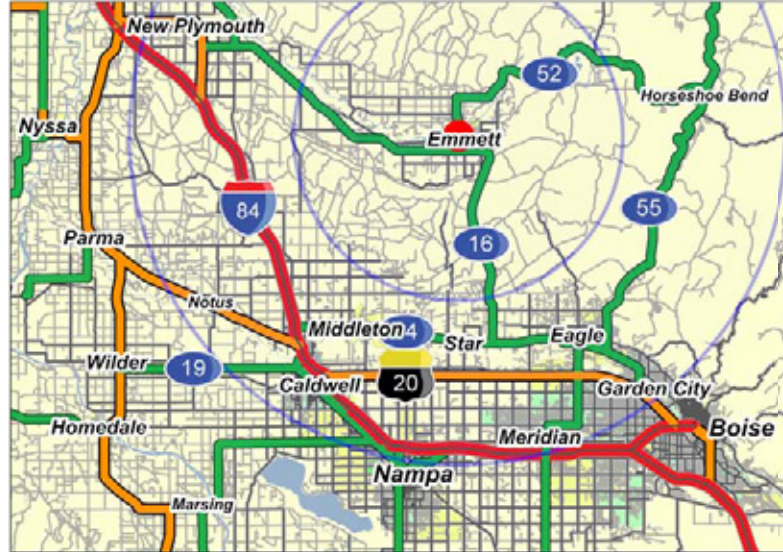 New Plymouth
52
Horseshoe Bend
Nyssa
Emmett
84
55
Parma
16
Notus
Middleton
Star
Eagle
Wilder
19
Caldwell
20
Garden City
Homedale
Meridian
Boise
Nampa
Marsing